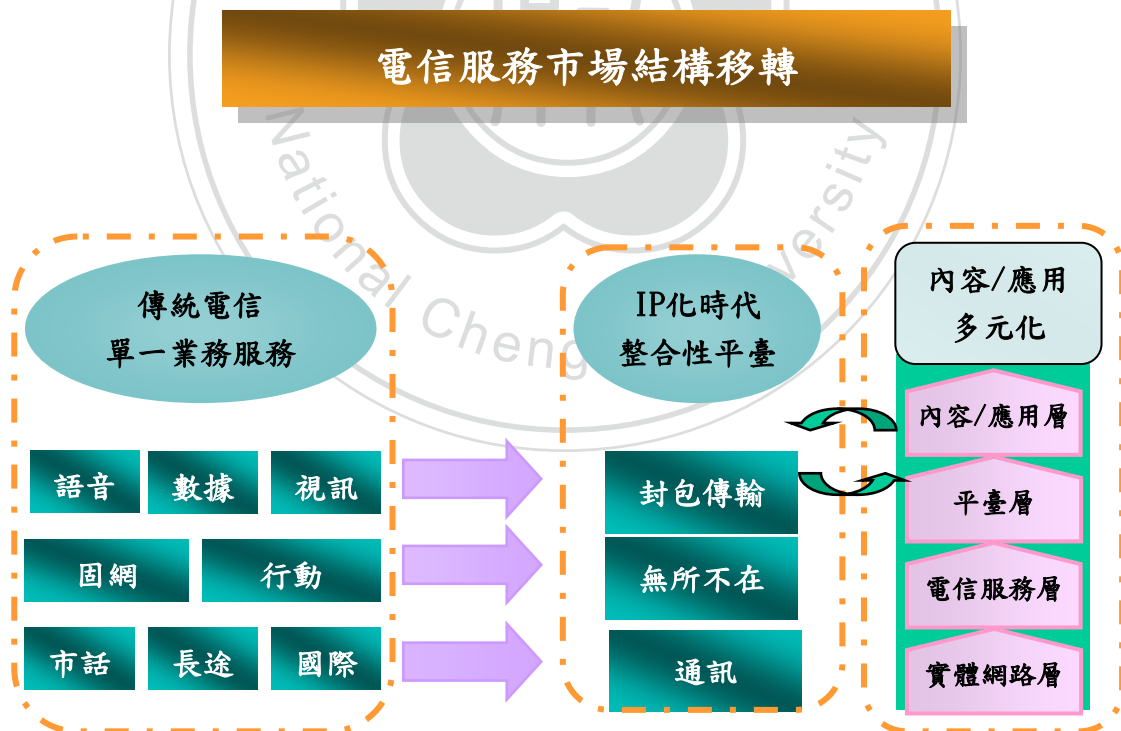 電信服務市場結構移轉
National Cheng
versity
傳統電信
單一業務服務
語音
數據
視訊
固網
行動
市話
長途
國際
IP化時代
整合性平臺
封包傳輸
無所不在
通訊
內容/應用
多元化
內容/應用層
平臺層
電信服務層
實體網路層